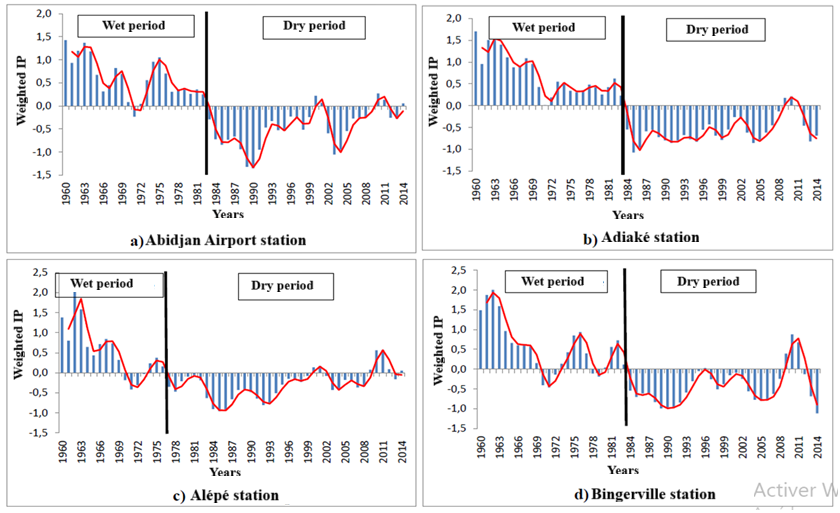 Wet period
Dry period
Weighted IP
2,0
1,5
1,0
0,5
0,0
-0,5
-1,0
-1,5
1960 1963 1966 1969 1972 1975 1978 1981 1984 1987 1990 1993 1996 1999 2002 2005 2008 2011 2014
Years
a) Abidjan Airport station
Wet period
Dry period
Weighted IP
2,0
1,5
1,0
0,5
0,0
-0,5
-1,0
-1,5
1960 1963 1966 1969 1972 1975 1978 1981 1984 1987 1990 1993 1996 1999 2002 2005 2008 2011 2014
Years
b) Adiaké station
Wet period
Dry period
Weighted IP
2,5
2,0
1,5
1,0
0,5
0,0
-0,5
-1,0
-1,5
1960 1963 1966 1969 1972 1975 1978 1981 1984 1987 1990 1993 1996 1999 2002 2005 2008 2011 2014
Years
c) Alépé station
Wet period
Dry period
Weighted IP
2,5
2,0
1,5
1,0
0,5
0,0
-0,5
-1,0
-1,5
1960 1963 1966 1969 1972 1975 1978 1981 1984 1987 1990 1993 1996 1999 2002 2005 2008 2011 2014
Years
d) Bingerville station
Activer W